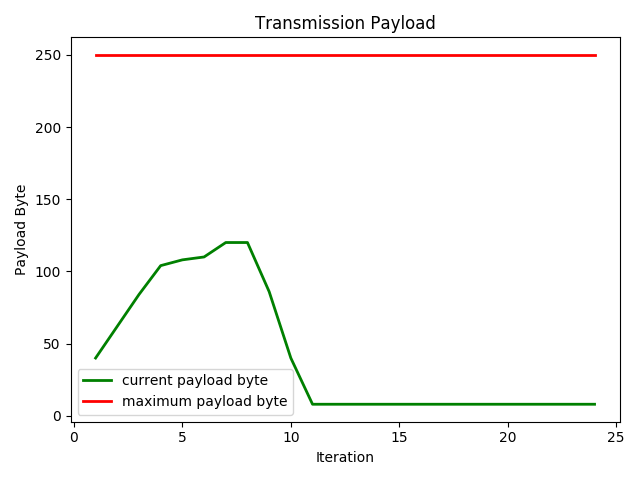 Transmission Payload
250
200
150
100
50
0
Payload Byte
current payload byte
maximum payload byte
0 5 10 15 20 25
Iteration